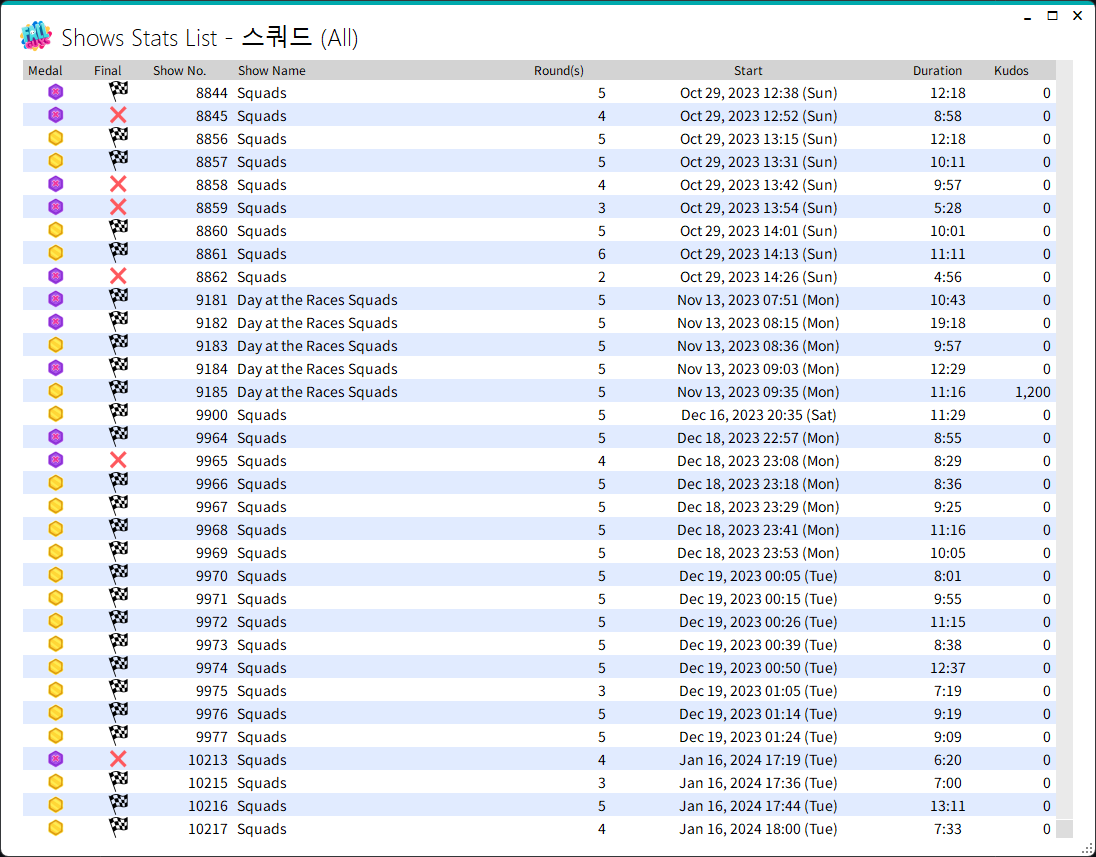 FALL GUYS
Shows Stats List - 스쿼드 (All)
Medal Final Show No. Show Name Round(s) Start Duration Kudos
8844 Squads 5 Oct 29, 2023 12:38 (Sun) 12:18 0
8845 Squads 4 Oct 29, 2023 12:52 (Sun) 8:58 0
8856 Squads 5 Oct 29, 2023 13:15 (Sun) 12:18 0
8857 Squads 5 Oct 29, 2023 13:31 (Sun) 10:11 0
8858 Squads 4 Oct 29, 2023 13:42 (Sun) 9:57 0
8859 Squads 3 Oct 29, 2023 13:54 (Sun) 5:28 0
8860 Squads 5 Oct 29, 2023 14:01 (Sun) 10:01 0
8861 Squads 6 Oct 29, 2023 14:13 (Sun) 11:11 0
8862 Squads 2 Oct 29, 2023 14:26 (Sun) 4:56 0
9181 Day at the Races Squads 5 Nov 13, 2023 07:51 (Mon) 10:43 0
9182 Day at the Races Squads 5 Nov 13, 2023 08:15 (Mon) 19:18 0
9183 Day at the Races Squads 5 Nov 13, 2023 08:36 (Mon) 9:57 0
9184 Day at the Races Squads 5 Nov 13, 2023 09:03 (Mon) 12:29 0
9185 Day at the Races Squads 5 Nov 13, 2023 09:35 (Mon) 11:16 1,200
9900 Squads 5 Dec 16, 2023 20:35 (Sat) 11:29 0
9964 Squads 5 Dec 18, 2023 22:57 (Mon) 8:55 0
9965 Squads 4 Dec 18, 2023 23:08 (Mon) 8:29 0
9966 Squads 5 Dec 18, 2023 23:18 (Mon) 8:36 0
9967 Squads 5 Dec 18, 2023 23:29 (Mon) 9:25 0
9968 Squads 5 Dec 18, 2023 23:41 (Mon) 11:16 0
9969 Squads 5 Dec 18, 2023 23:53 (Mon) 10:05 0
9970 Squads 5 Dec 19, 2023 00:05 (Tue) 8:01 0
9971 Squads 5 Dec 19, 2023 00:15 (Tue) 9:55 0
9972 Squads 5 Dec 19, 2023 00:26 (Tue) 11:15 0
9973 Squads 5 Dec 19, 2023 00:39 (Tue) 8:38 0
9974 Squads 5 Dec 19, 2023 00:50 (Tue) 12:37 0
9975 Squads 3 Dec 19, 2023 01:05 (Tue) 7:19 0
9976 Squads 5 Dec 19, 2023 01:14 (Tue) 9:19 0
9977 Squads 5 Dec 19, 2023 01:24 (Tue) 9:09 0
10213 Squads 4 Jan 16, 2024 17:19 (Tue) 6:20 0
10215 Squads 3 Jan 16, 2024 17:36 (Tue) 7:00 0
10216 Squads 5 Jan 16, 2024 17:44 (Tue) 13:11 0
10217 Squads 4 Jan 16, 2024 18:00 (Tue) 7:33 0